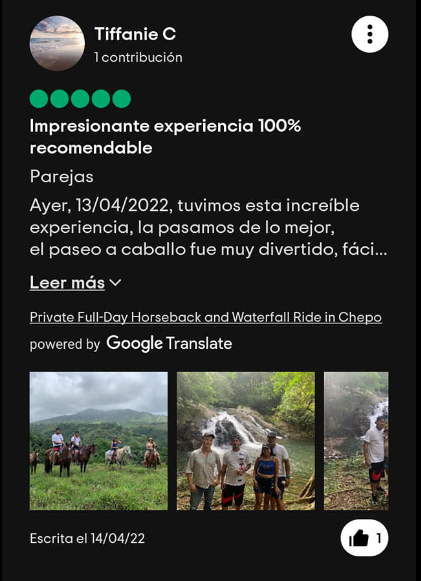 Tiffanie C
1 contribución
Impresionante experiencia 100%
recomendable
Parejas
Ayer, 13/04/2022, tuvimos esta increíble
experiencia, la pasamos de lo mejor,
el paseo a caballo fue muy divertido, fáci...
Leer más
Private Full-Day Horseback and Waterfall Ride in Chepo
powered by Google Translate
Escrita el 14/04/22
1